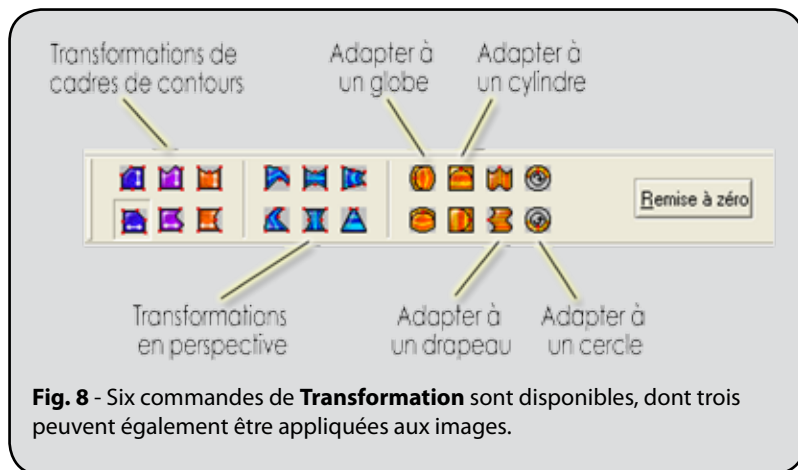 Transformations de
cadres de contours
Adapter à
un globe
Adapter à
un cylindre
Remise à zéro
Transformations
en perspective
Adapter à
un drapeau
Adapter à
un cercle
Fig. 8 - Six commandes de Transformation sont disponibles, dont trois
peuvent également être appliquées aux images.